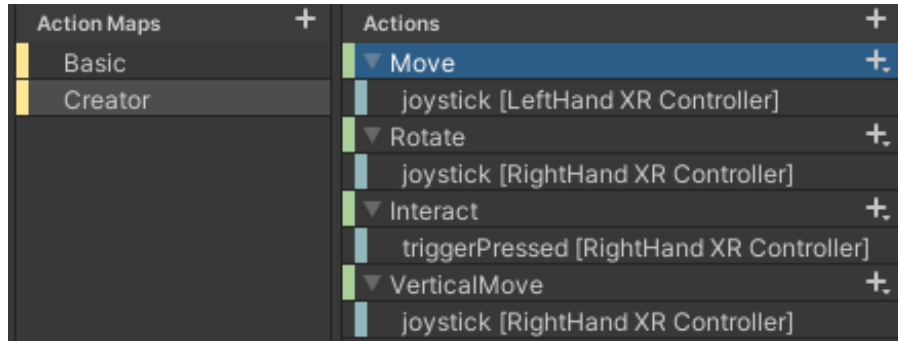 Action Maps
Basic
Creator
Actions
Move
joystick [LeftHand XR Controller]
Rotate
joystick [RightHand XR Controller]
Interact
triggerPressed [RightHand XR Controller]
VerticalMove
joystick [RightHand XR Controller]